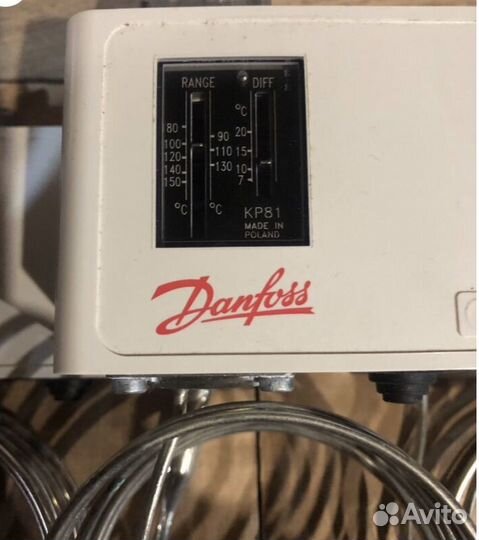 RANGE DIFF
°C
80 20
100 90 15
120 110 10
140 130 7
150
°C °C
KP81
MADE IN
POLAND
Danfoss
Avito